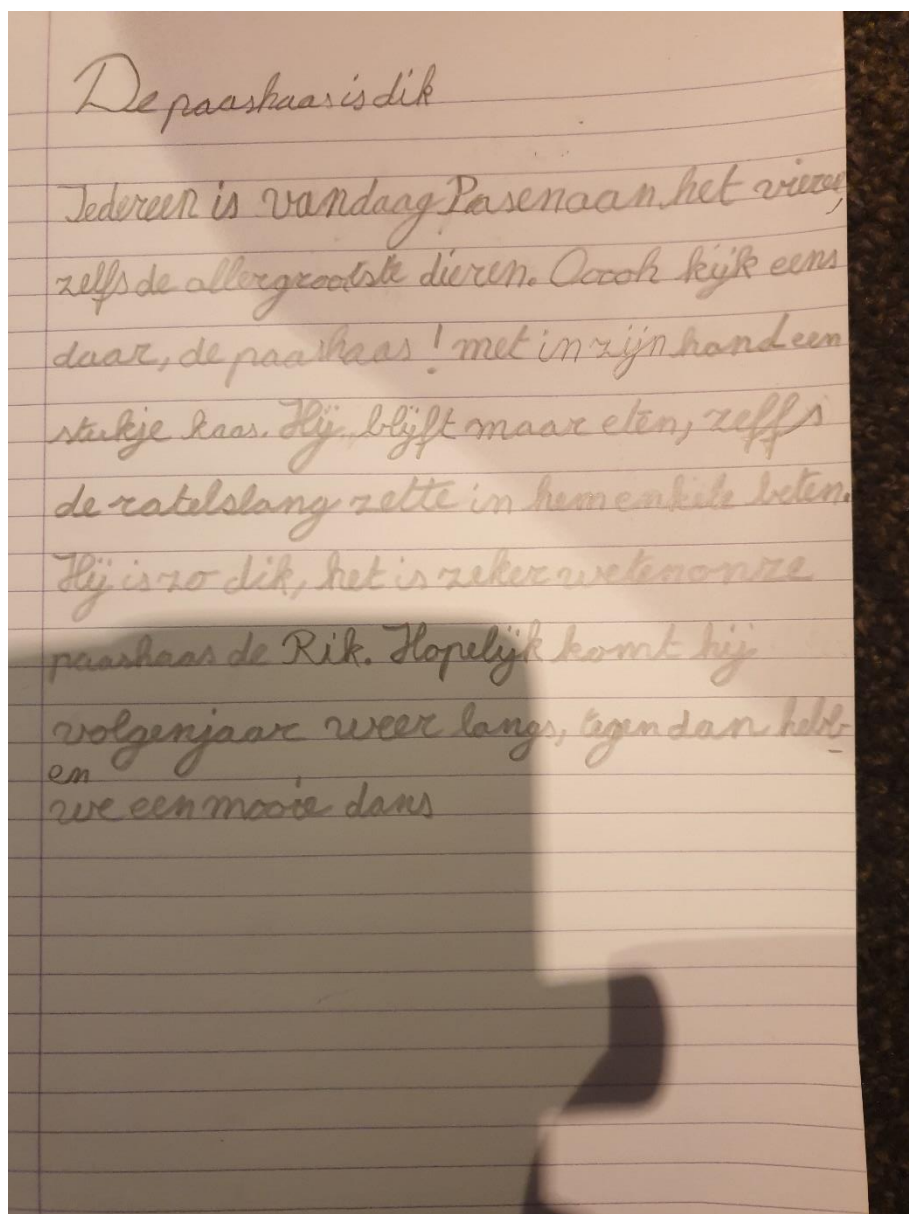 De paashaas is dik
Iedereen is vandaag Pasen aan het vieren,
zelfs de allergrootste dieren. Oooh kijk eens
daar, de paashaas! met in zijn hand een
stukje kaas. Hij blijft maar eten, zelfs
de ratelslang zette in hem enkele beten.
Hij is zo dik, het is zeker weten onze
paashaas de Rik. Hopelijk komt hij
volgenjaar weer langs, tegen dan hebb-
en
we een mooie dans